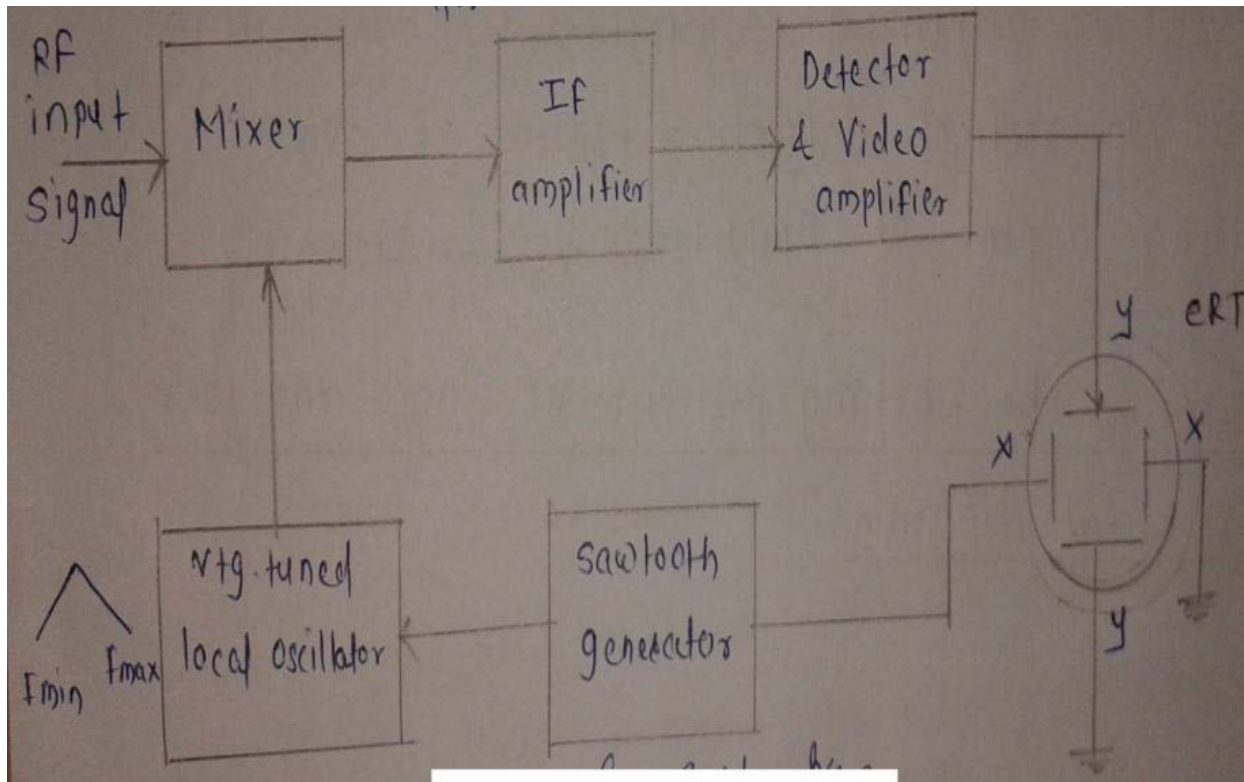 RF
input
signal
Mixer
If
amplifier
Detector
& Video
amplifier
y
CRT
x
x
y
Vtg. tuned
local oscillator
Sawtooth
generator
Fmin
Fmax